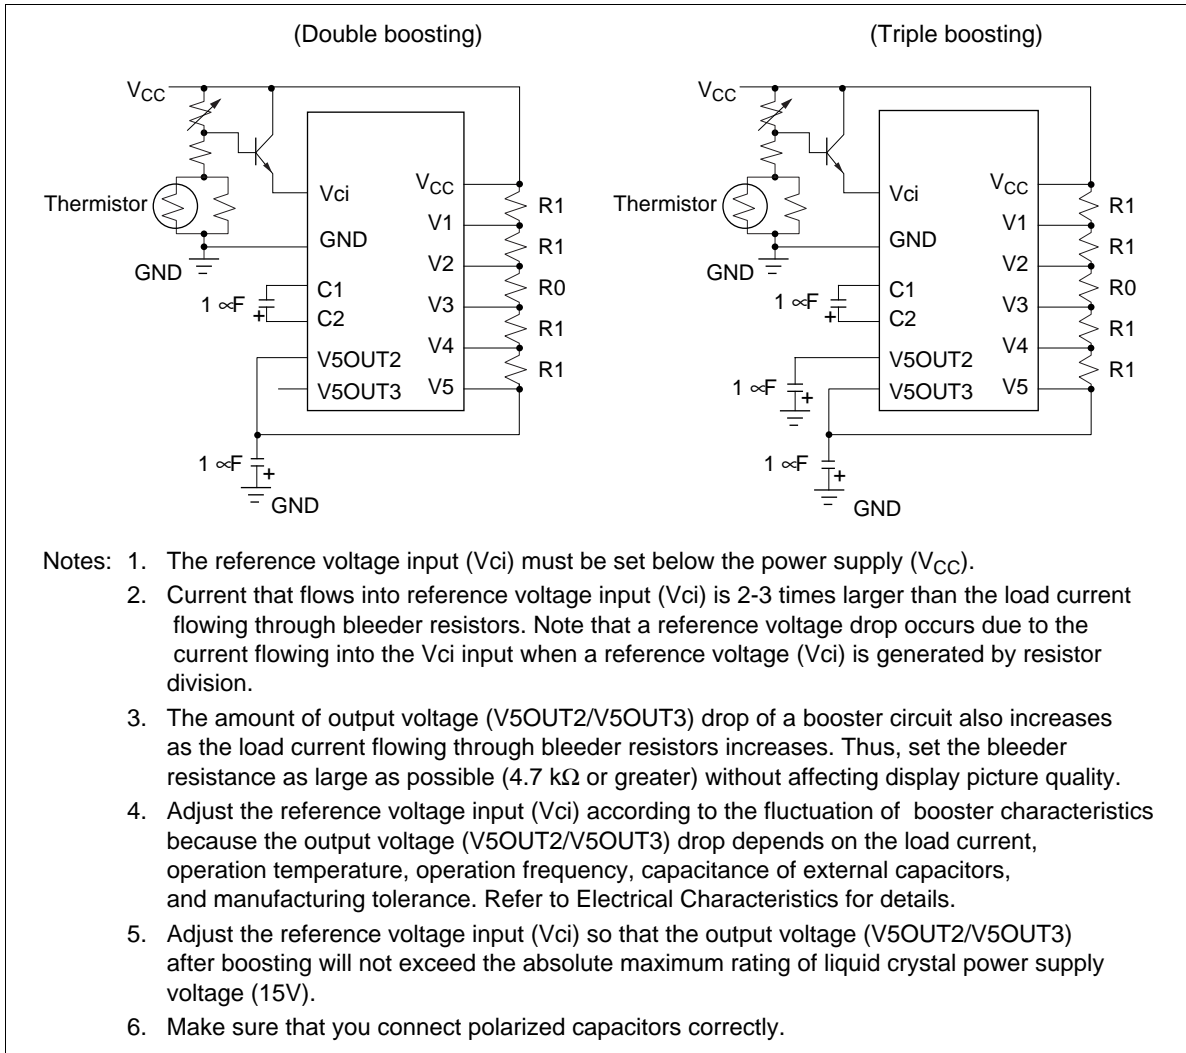 (Double boosting)
VCC
Thermistor
GND
1 ∝F
+
1 ∝F
+
GND
Vci
GND
C1
C2
V5OUT2
V5OUT3
VCC
V1
V2
V3
V4
V5
R1
R1
R0
R1
R1
(Triple boosting)
VCC
Thermistor
GND
1 ∝F
+
1 ∝F
+
1 ∝F
+
GND
Vci
GND
C1
C2
V5OUT2
V5OUT3
VCC
V1
V2
V3
V4
V5
R1
R1
R0
R1
R1
Notes: 1. The reference voltage input (Vci) must be set below the power supply (VCC).
2. Current that flows into reference voltage input (Vci) is 2-3 times larger than the load current
flowing through bleeder resistors. Note that a reference voltage drop occurs due to the
current flowing into the Vci input when a reference voltage (Vci) is generated by resistor
division.
3. The amount of output voltage (V5OUT2/V5OUT3) drop of a booster circuit also increases
as the load current flowing through bleeder resistors increases. Thus, set the bleeder
resistance as large as possible (4.7 kΩ or greater) without affecting display picture quality.
4. Adjust the reference voltage input (Vci) according to the fluctuation of booster characteristics
because the output voltage (V5OUT2/V5OUT3) drop depends on the load current,
operation temperature, operation frequency, capacitance of external capacitors,
and manufacturing tolerance. Refer to Electrical Characteristics for details.
5. Adjust the reference voltage input (Vci) so that the output voltage (V5OUT2/V5OUT3)
after boosting will not exceed the absolute maximum rating of liquid crystal power supply
voltage (15V).
6. Make sure that you connect polarized capacitors correctly.